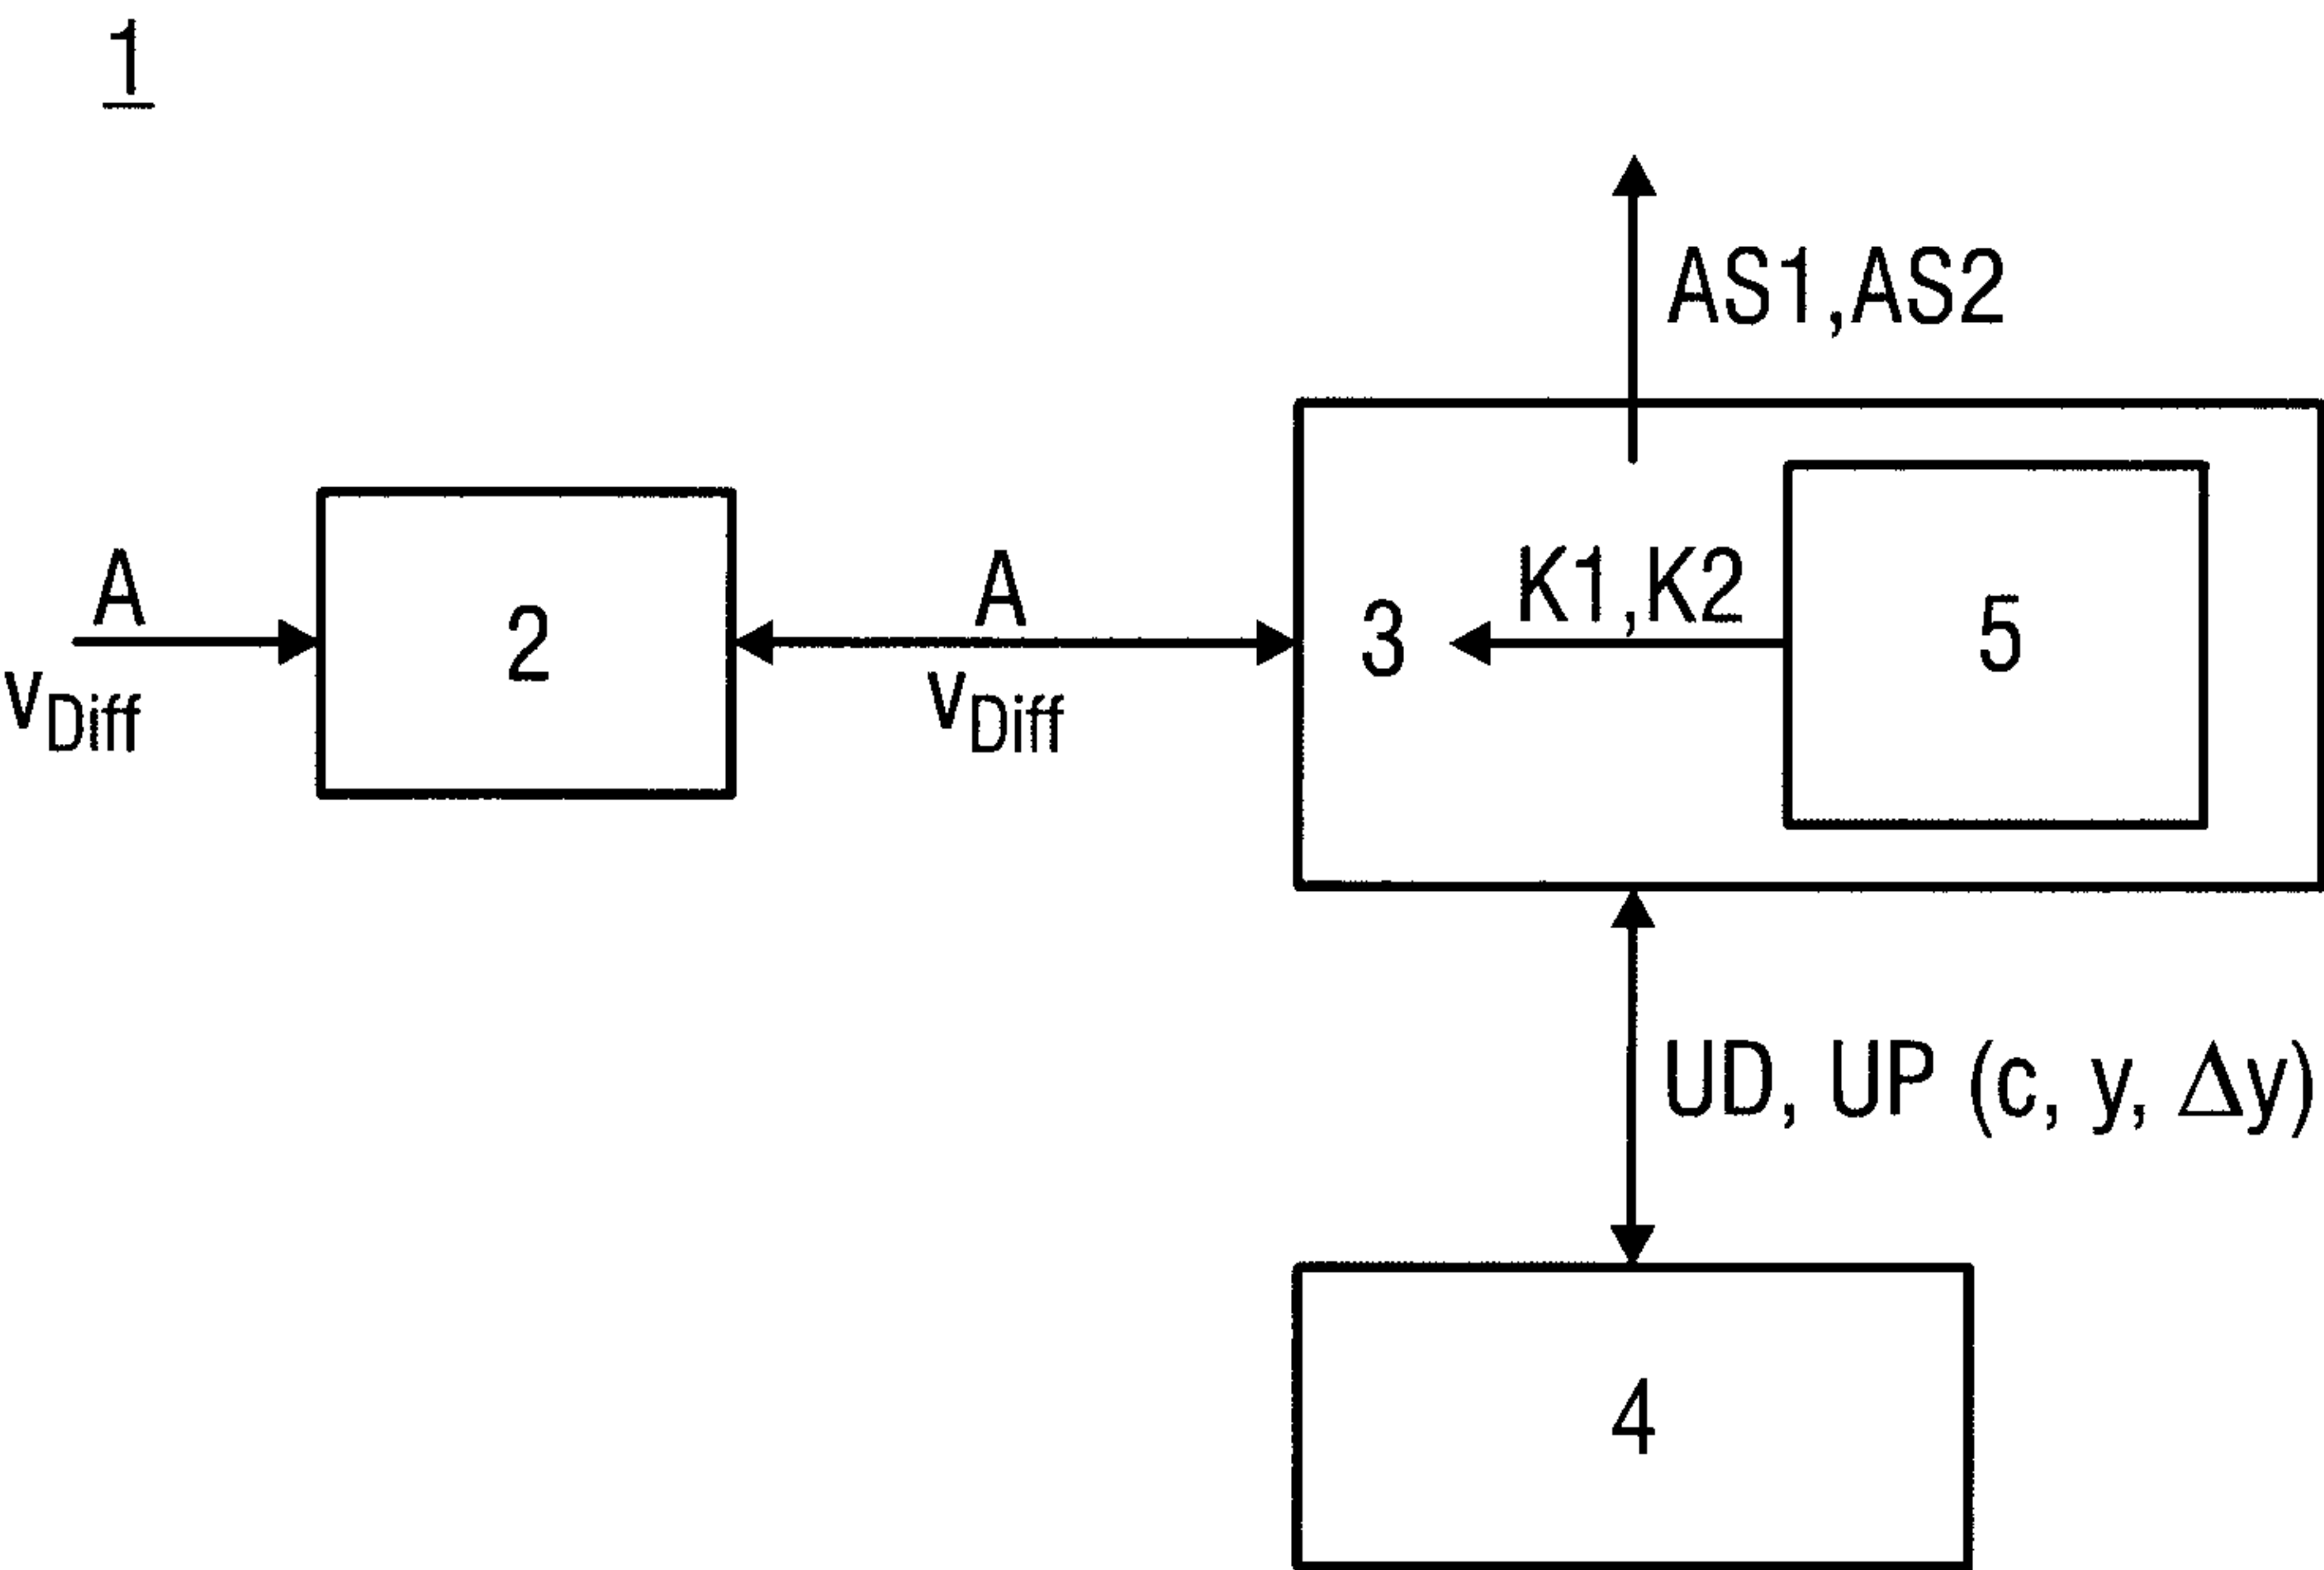 1
AS1,AS2
A
2
A
3
K1,K2
5
vDiff
vDiff
UD, UP (c, y, Δy)
4